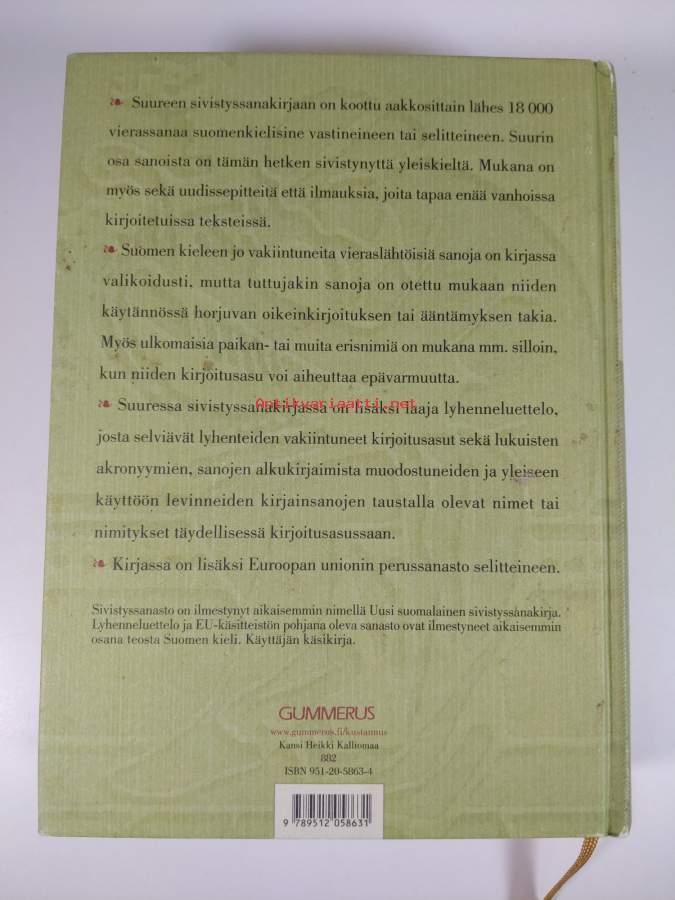 Suureen sivistyssanakirjaan on koottu aakkosittain lähes 18 000
vierassanaa suomenkielisine vastineineen tai selitteineen. Suurin
osa sanoista on tämän hetken sivistynyttä yleiskieltä. Mukana on
myös sekä uudissepitteitä että ilmauksia, joita tapaa enää vanhoissa
kirjoitetuissa teksteissä.
Suomen kieleen jo vakiintuneita vieraslähtöisiä sanoja on kirjassa
valikoidusti, mutta tuttujakin sanoja on otettu mukaan niiden
käytännössä horjuvan oikeinkirjoituksen tai ääntämyksen takia.
Myös ulkomaisia paikan- tai muita erisnimiä on mukana mm. silloin,
kun niiden kirjoitusasu voi aiheuttaa epävarmuutta.
Antikvariaatti.net
Suuressa sivistyssanakirjassa on lisäksi laaja lyhenneluettelo,
josta selviävät lyhenteiden vakiintuneet kirjoitusasut sekä lukuisten
akronyymien, sanojen alkukirjaimista muodostuneiden ja yleiseen
käyttöön levinneiden kirjainsanojen taustalla olevat nimet tai
nimitykset täydellisessä kirjoitusasussaan.
Kirjassa on lisäksi Euroopan unionin perussanasto selitteineen.
Sivistyssanasto on ilmestynyt aikaisemmin nimellä Uusi suomalainen sivistyssanakirja.
Lyhenneluettelo ja EU-käsitteistön pohjana oleva sanasto ovat ilmestyneet aikaisemmin
osana teosta Suomen kieli. Käyttäjän käsikirja.
GUMMERUS
www.gummerus.fi/kustannus
Kansi Heikki Kalliomaa
882
ISBN 951-20-5863-4
9 789512 058631